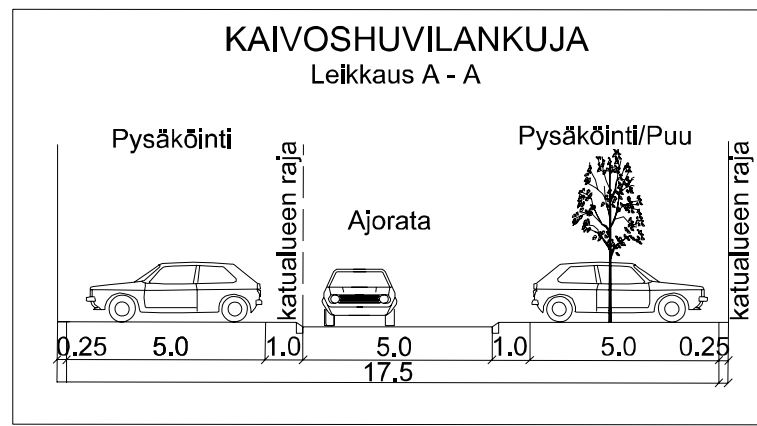 KAIVOSHUVILANKUJA
Leikkaus A - A
Pysäköinti
katualueen raja
Ajorata
Pysäköinti/Puu
katualueen raja
0.25 5.0 1.0 5.0 1.0 5.0 0.25
17.5